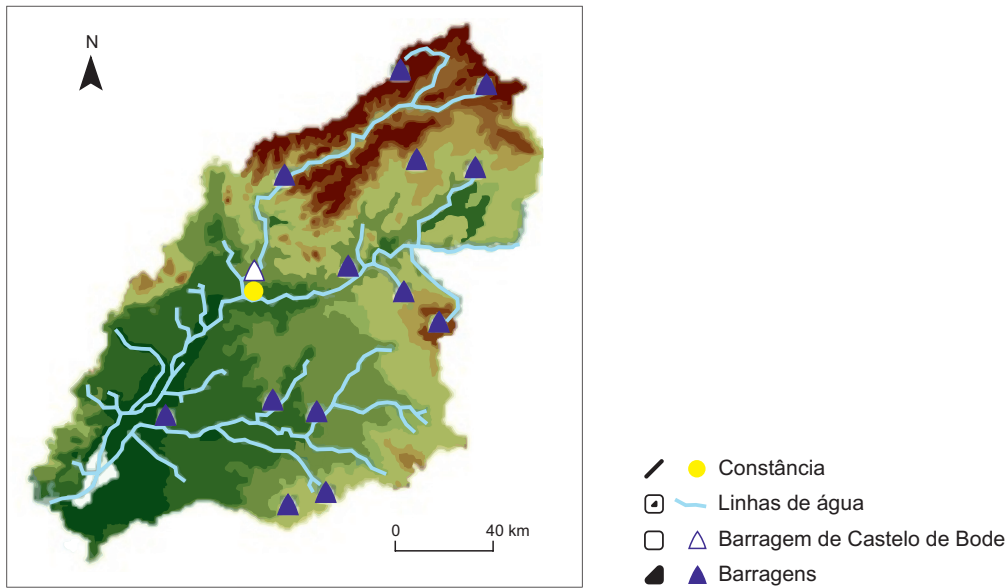 N
0 40 km
Constância
Linhas de água
Barragem de Castelo de Bode
Barragens